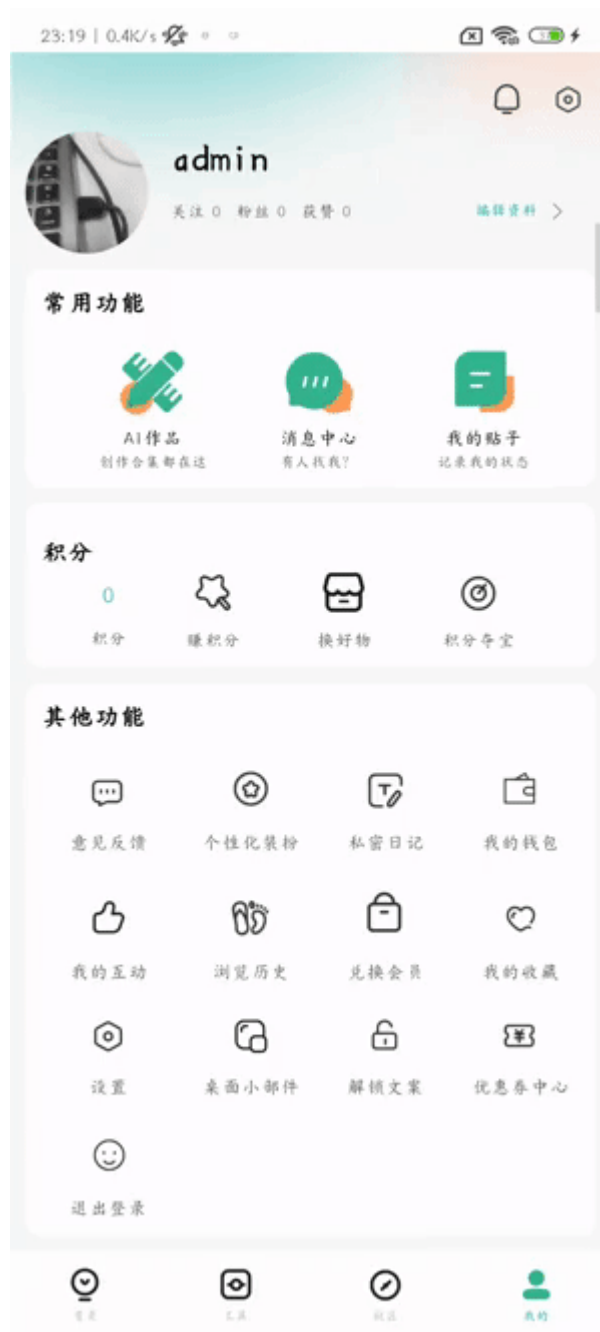 23:19 | 0.4K/s
admin
关注 0 粉丝 0 获赞 0
编辑资料
常用功能
AI作品 消息中心 我的贴子
创作合集都在这 有人找我? 记录我的状态
积分
0
积分 赚积分 换好物 积分夺宝
其他功能
意见反馈 个性化装扮 私密日记 我的钱包
我的互动 浏览历史 兑换会员 我的收藏
设置 桌面小部件 解锁文案 优惠券中心
退出登录
工具 我的